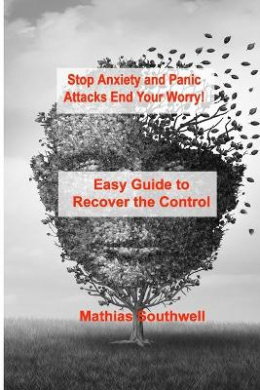 Stop Anxiety and Panic
Attacks End Your Worry!
Easy Guide to
Recover the Control
Mathias Southwell